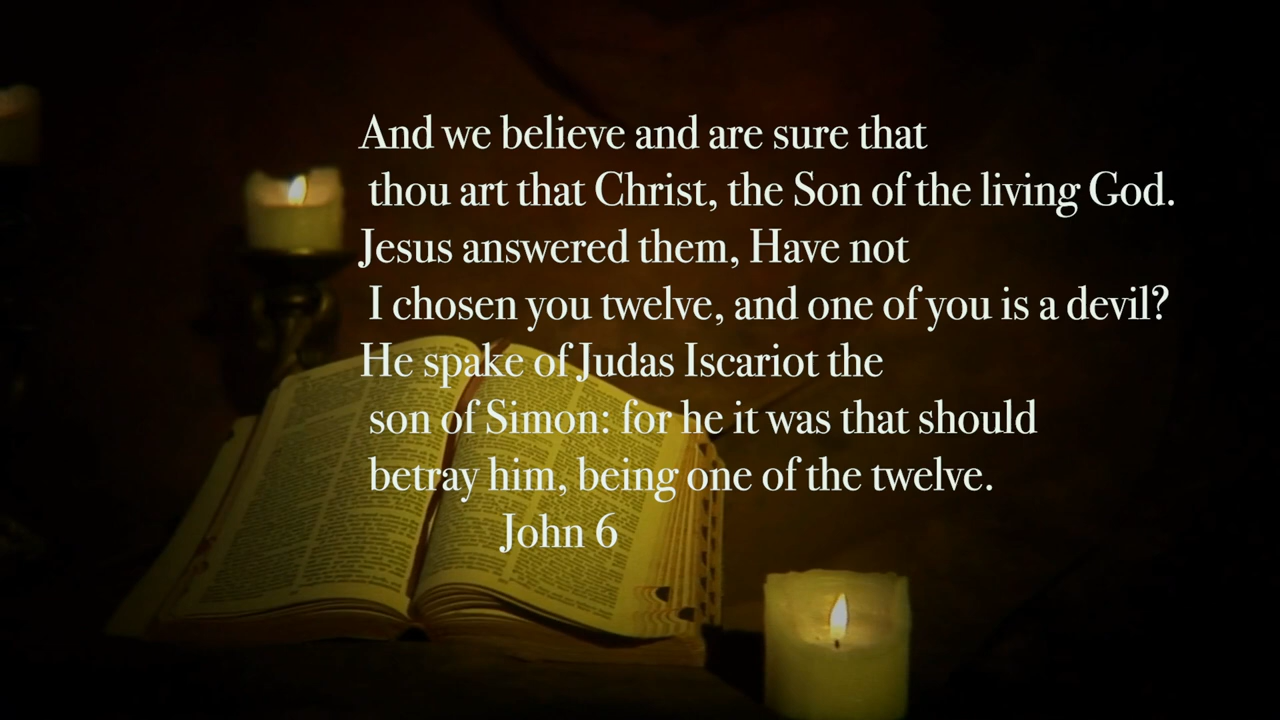 And we believe and are sure that
thou art that Christ, the Son of the living God.
Jesus answered them, Have not
I chosen you twelve, and one of you is a devil?
He spake of Judas Iscariot the
son of Simon: for he it was that should
betray him, being one of the twelve.
John 6